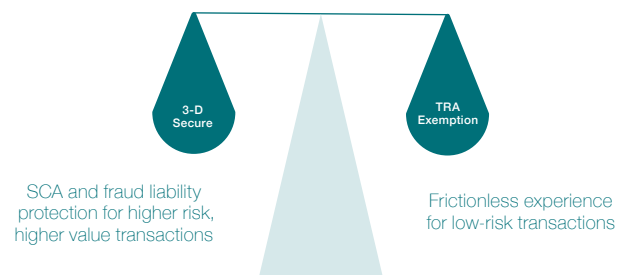 3-D
Secure
TRA
Exemption
SCA and fraud liability
protection for higher risk,
higher value transactions
Frictionless experience
for low-risk transactions